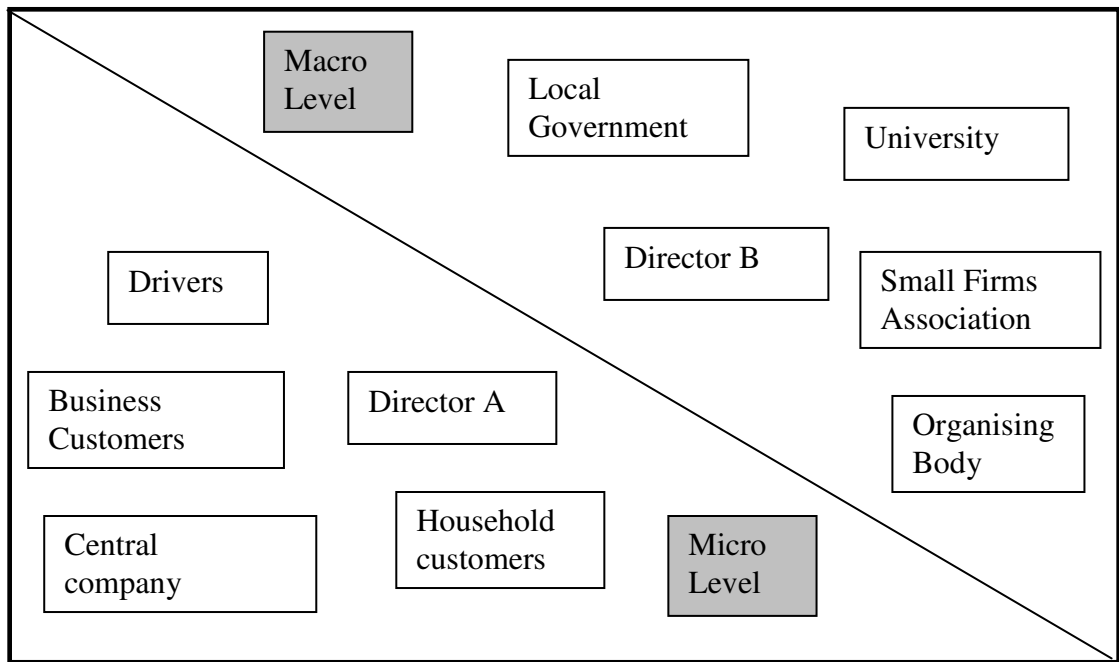 Macro
Level
Local
Government
University
Director B
Small Firms
Association
Organising
Body
Drivers
Business
Customers
Director A
Central
company
Household
customers
Micro
Level